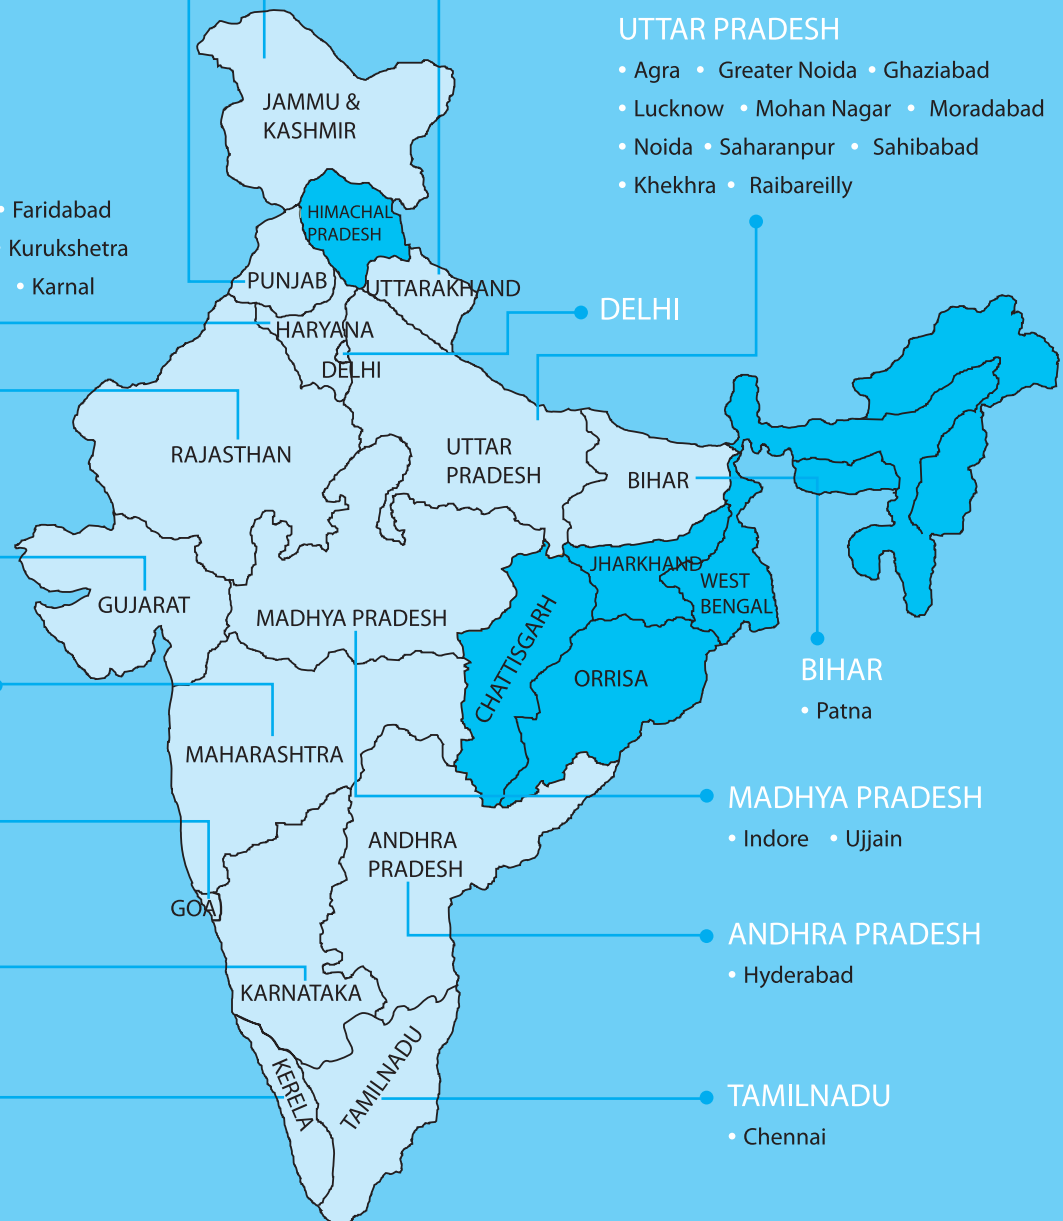 UTTAR PRADESH
• Agra • Greater Noida • Ghaziabad
• Lucknow • Mohan Nagar • Moradabad
• Noida • Saharanpur • Sahibabad
• Khekhra • Raibareilly
JAMMU &
KASHMIR
• Faridabad
Kurukshetra
• Karnal
HIMACHAL
PRADESH
PUNJAB
UTTARAKHAND
DELHI
HARYANA
DELHI
RAJASTHAN
UTTAR
PRADESH
BIHAR
JHARKHAND
WEST
BENGAL
GUJARAT
MADHYA PRADESH
CHATTISGARH
ORRISA
BIHAR
• Patna
MAHARASHTRA
MADHYA PRADESH
• Indore • Ujjain
ANDHRA
PRADESH
GOA
ANDHRA PRADESH
• Hyderabad
KARNATAKA
KERELA
TAMILNADU
TAMILNADU
• Chennai